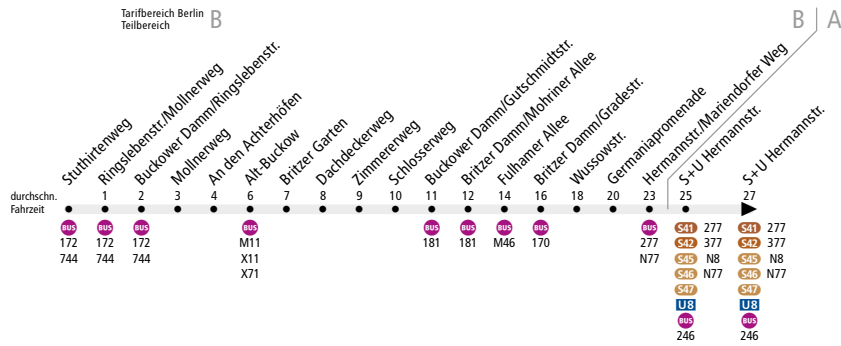 Tarifbereich Berlin B
Teilbereich
B A
Stuthirtenweg
Ringslebenstr./Mollnerweg
Buckower Damm/Ringslebenstr.
Mollnerweg
An den Achterhöfen
Alt-Buckow
Britzer Garten
Dachdeckerweg
Zimmererweg
Schlosserweg
Buckower Damm/Gutschmidtstr.
Britzer Damm/Mohriner Allee
Fulhamer Allee
Britzer Damm/Gradestr.
Wussowstr.
Germaniapromenade
Hermannstr./Mariendorfer Weg
S+U Hermannstr.
S+U Hermannstr.
durchschn. 1 2 3 4 6 7 8 9 10 11 12 14 16 18 20 23 25 27
Fahrzeit
BUS BUS BUS BUS BUS BUS BUS BUS BUS S41 277 S41 277
172 172 172 M11 181 181 M46 170 277 S42 377 S42 377
744 744 744 X11 N77 S45 N8 S45 N8
X71 S46 N77 S46 N77
S47 S47
U8 U8
BUS BUS
246 246